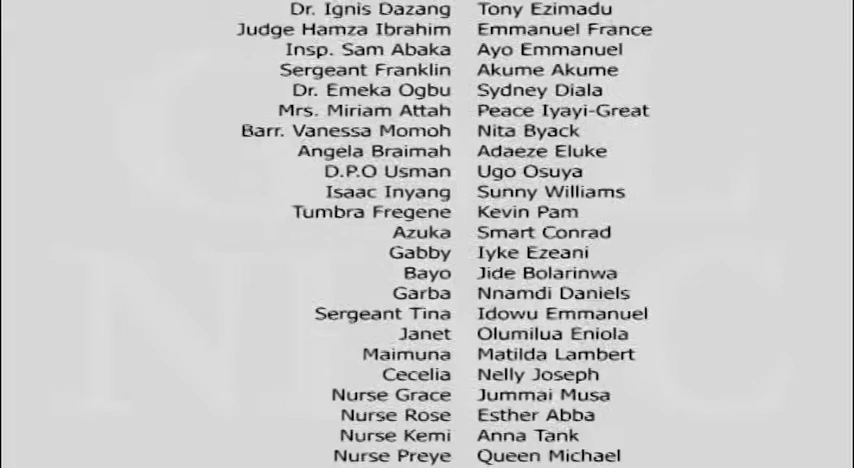 Dr. Ignis Dazang Tony Ezimadu
Judge Hamza Ibrahim Emmanuel France
Insp. Sam Abaka Ayo Emmanuel
Sergeant Franklin Akume Akume
Dr. Emeka Ogbu Sydney Diala
Mrs. Miriam Attah Peace Iyayi-Great
Barr. Vanessa Momoh Nita Byack
Angela Braimah Adaeze Eluke
D.P.O Usman Ugo Osuya
Isaac Inyang Sunny Williams
Tumbra Fregene Kevin Pam
Azuka Smart Conrad
Gabby Iyke Ezeani
Bayo Jide Bolarinwa
Garba Nnamdi Daniels
Sergeant Tina Idowu Emmanuel
Janet Olumilua Eniola
Maimuna Matilda Lambert
Cecelia Nelly Joseph
Nurse Grace Jummai Musa
Nurse Rose Esther Abba
Nurse Kemi Anna Tank
Nurse Preye Queen Michael